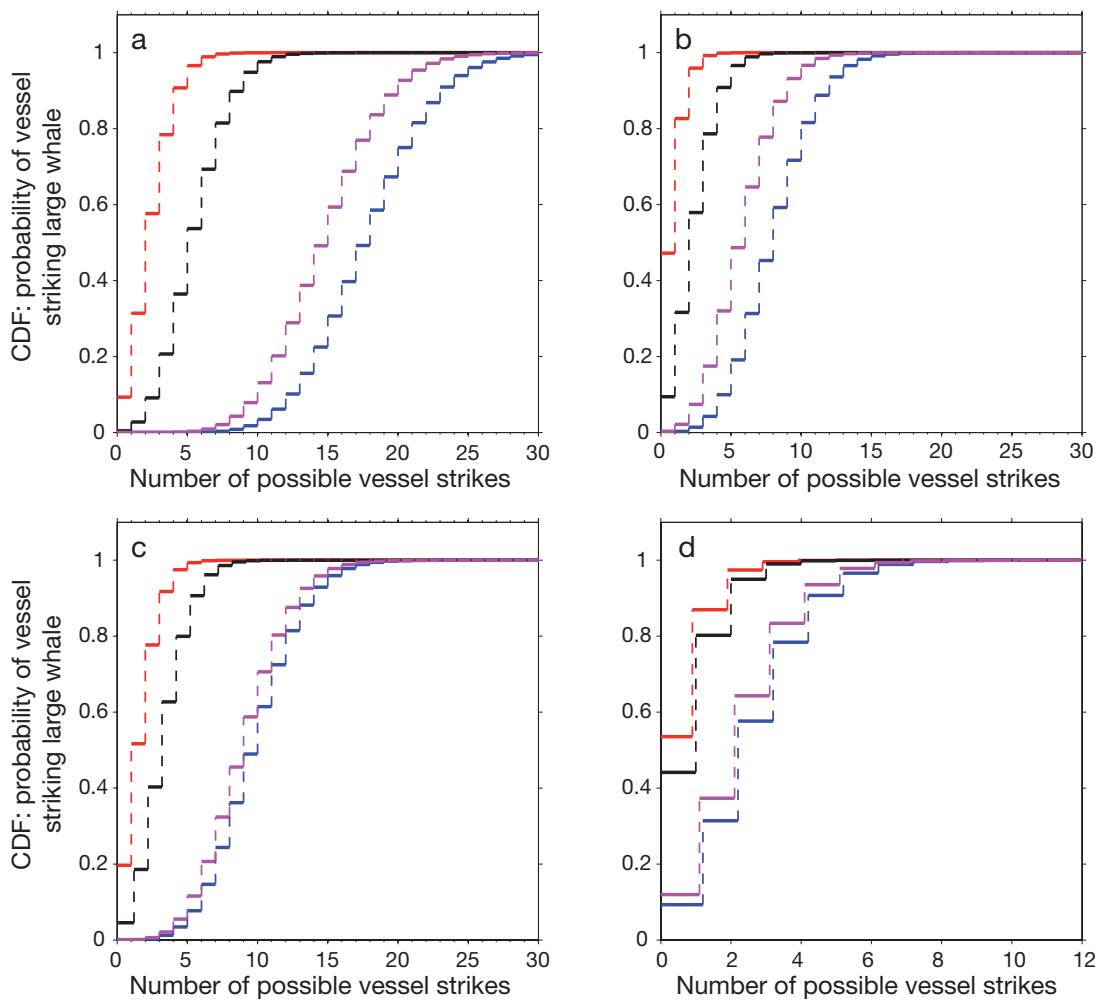 a
1
0.8
0.6
0.4
0.2
0
0 5 10 15 20 25 30
Number of possible vessel strikes
CDF: probability of vessel
striking large whale
b
1
0.8
0.6
0.4
0.2
0
0 5 10 15 20 25 30
Number of possible vessel strikes
c
1
0.8
0.6
0.4
0.2
0
0 5 10 15 20 25 30
Number of possible vessel strikes
CDF: probability of vessel
striking large whale
d
1
0.8
0.6
0.4
0.2
0
0 2 4 6 8 10 12
Number of possible vessel strikes